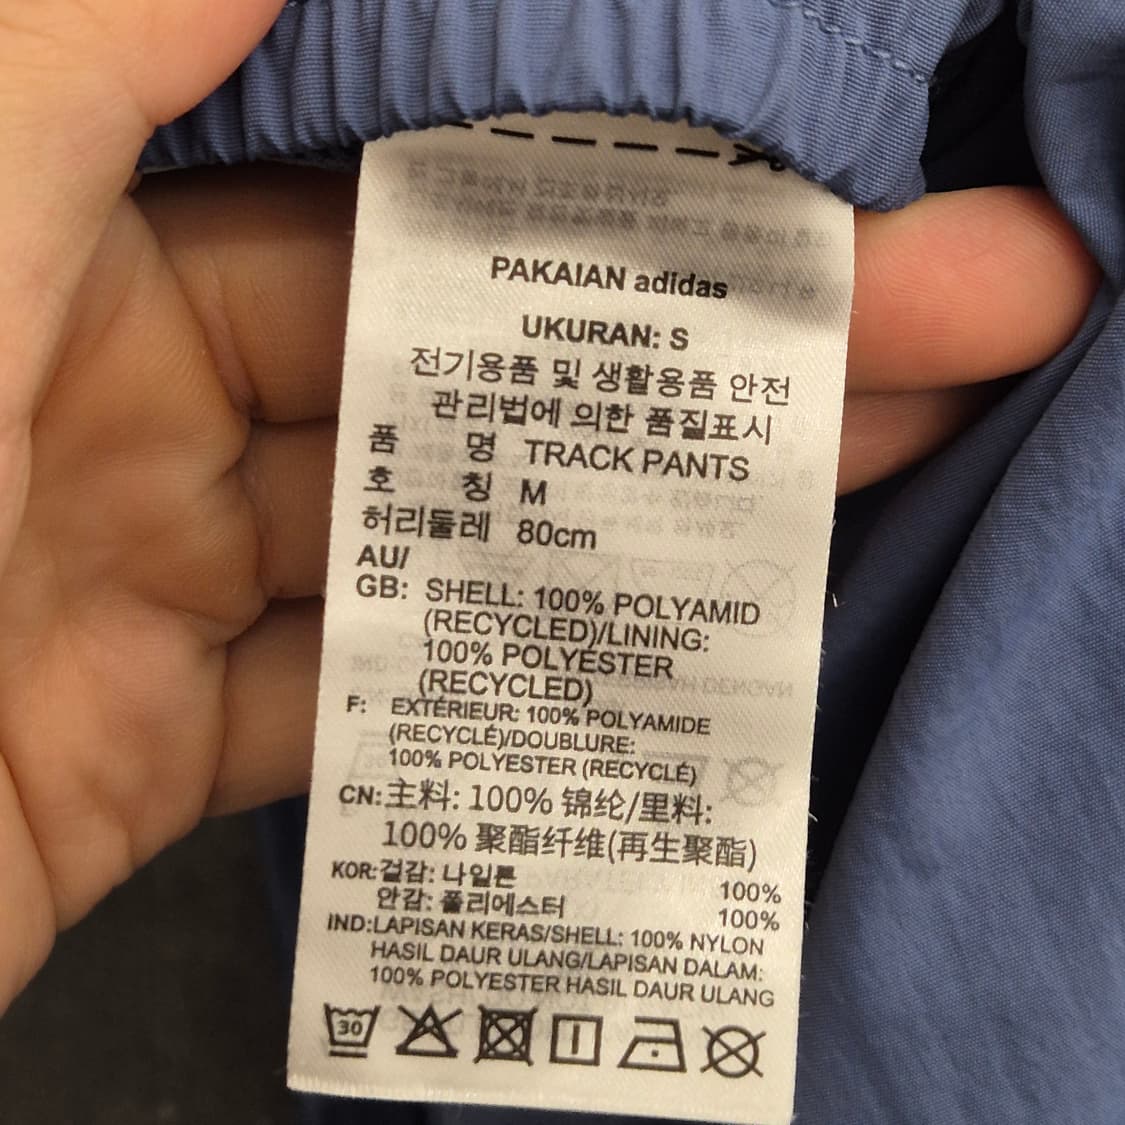 PAKAIAN adidas
UKURAN: S
전기용품 및 생활용품 안전
관리법에 의한 품질표시
품 명 TRACK PANTS
호 칭 M
허리둘레 80cm
AU/
GB: SHELL: 100% POLYAMID
(RECYCLED)/LINING:
100% POLYESTER
(RECYCLED)
F: EXTÉRIEUR: 100% POLYAMIDE
(RECYCLÉ)/DOUBLURE:
100% POLYESTER (RECYCLÉ)
CN: 主料: 100% 锦纶/里料:
100% 聚酯纤维(再生聚酯)
KOR: 겉감: 나일론 100%
안감: 폴리에스터 100%
IND: LAPISAN KERAS/SHELL: 100% NYLON
HASIL DAUR ULANG/LAPISAN DALAM:
100% POLYESTER HASIL DAUR ULANG
30